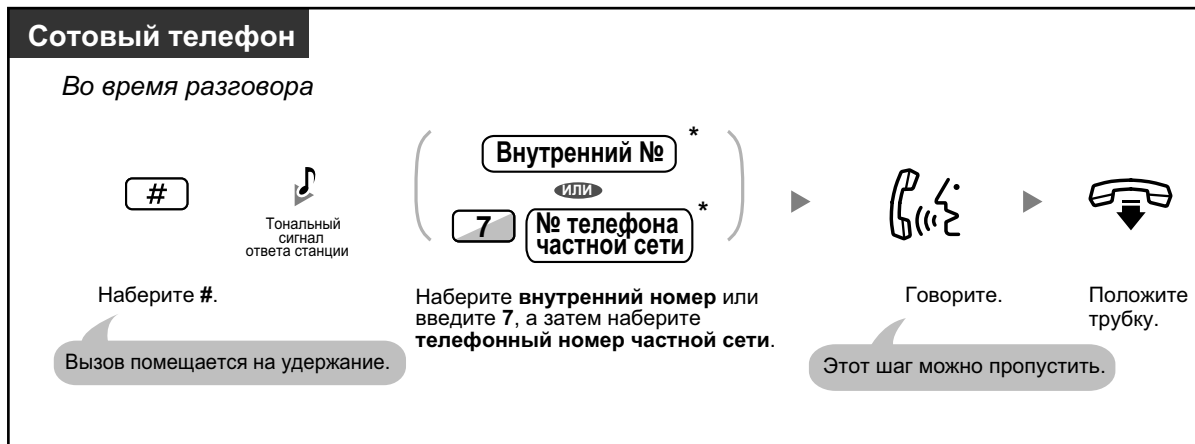 Сотовый телефон
Во время разговора
Внутренний №
*
#
или
7
№ телефона
частной сети
*
Тональный
сигнал
ответа станции
Наберите #.
Наберите внутренний номер или
введите 7, а затем наберите
телефонный номер частной сети.
Говорите.
Положите
трубку.
Вызов помещается на удержание.
Этот шаг можно пропустить.